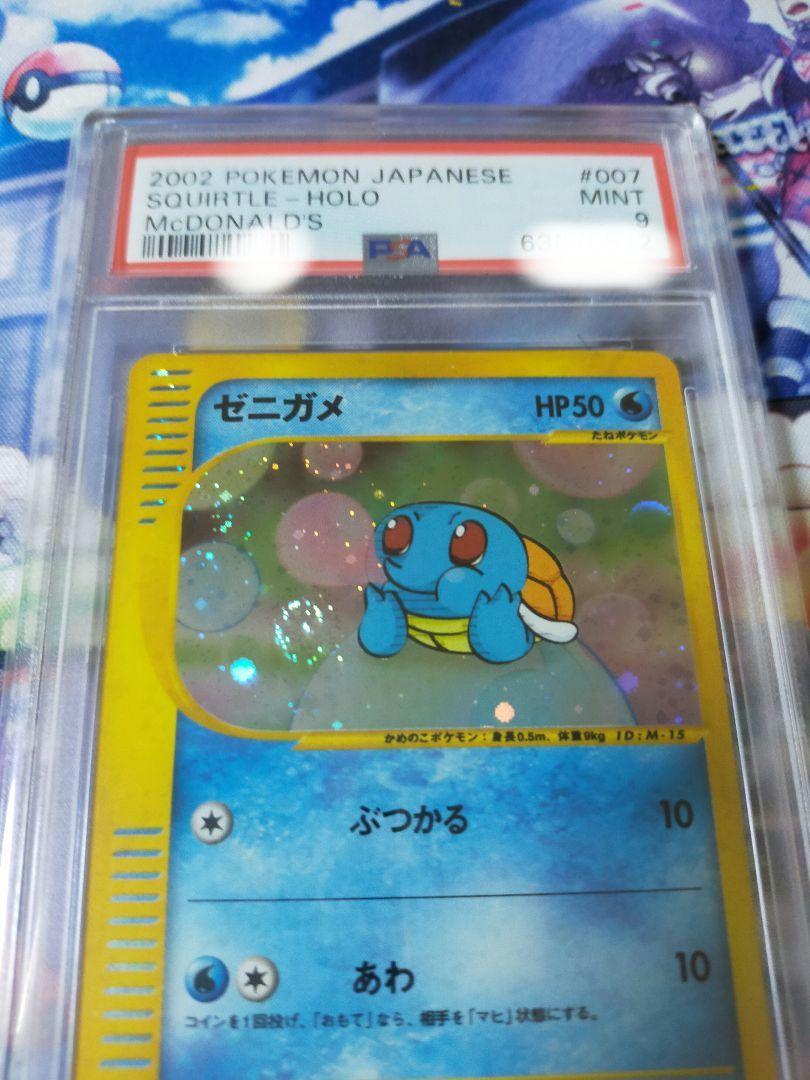 2002 POKEMON JAPANESE #007
SQUIRTLE - HOLO MINT
McDONALD'S 9
PSA
ゼニガメ HP50
たねポケモン
かめのこポケモン：身長0.5m、体重9kg ID:M-15
ぶつかる 10
あわ 10
コインを1回投げ、「おもて」なら、相手を「マヒ」状態にする。